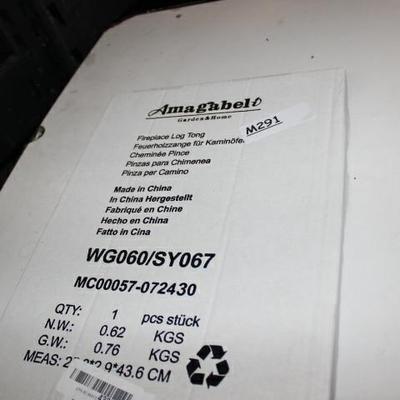 Amagabeli
Garden & Home
M291
Fireplace Log Tong
Feuerholzzange für Kaminöfe
Cheminée Pince
Pinzas para Chimenea
Pinza per Camino
Made in China
In China Hergestellt
Fabriqué en Chine
Hecho en China
Fatto in Cina
WG060/SY067
MC00057-072430
QTY: 1 pcs stück
N.W.: 0.62 KGS
G.W.: 0.76 KGS
MEAS: 2 *43.6 CM